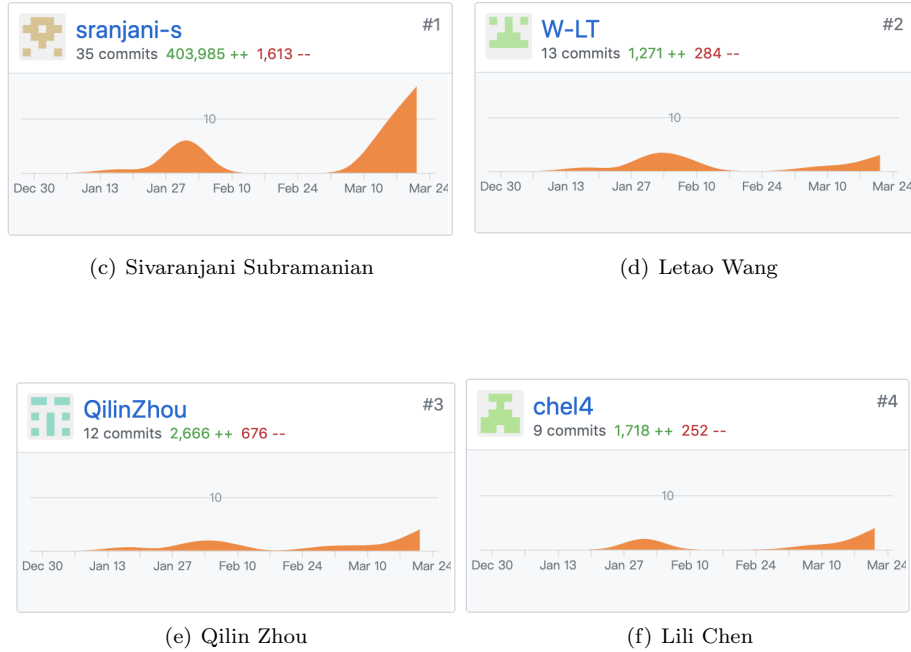 sranjani-s #1
35 commits 403,985 ++ 1,613 --
10
Dec 30 Jan 13 Jan 27 Feb 10 Feb 24 Mar 10 Mar 24
(c) Sivaranjani Subramanian
W-LT #2
13 commits 1,271 ++ 284 --
10
Dec 30 Jan 13 Jan 27 Feb 10 Feb 24 Mar 10 Mar 24
(d) Letao Wang
QilinZhou #3
12 commits 2,666 ++ 676 --
10
Dec 30 Jan 13 Jan 27 Feb 10 Feb 24 Mar 10 Mar 24
(e) Qilin Zhou
chel4 #4
9 commits 1,718 ++ 252 --
10
Dec 30 Jan 13 Jan 27 Feb 10 Feb 24 Mar 10 Mar 24
(f) Lili Chen